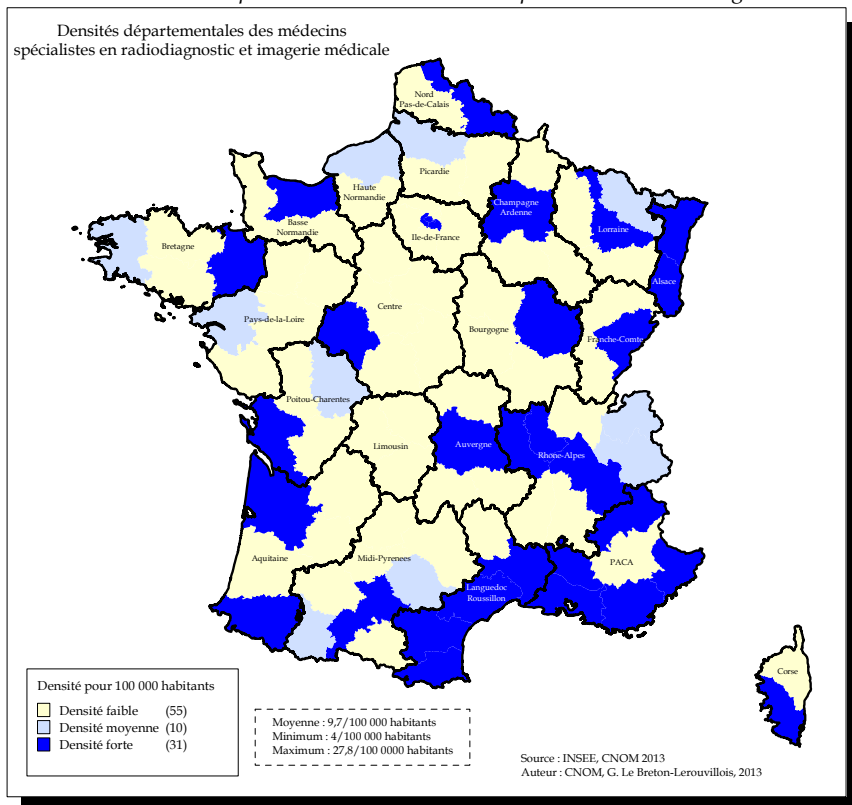 Densités départementales des médecins
spécialistes en radiodiagnostic et imagerie médicale
Nord
Pas-de-Calais
Picardie
Haute
Normandie
Basse
Normandie
Ile-de-France
Champagne
Ardenne
Lorraine
Alsace
Bretagne
Pays-de-la-Loire
Centre
Bourgogne
Franche-Comte
Poitou-Charentes
Limousin
Auvergne
Rhone-Alpes
Aquitaine
Midi-Pyrenees
Languedoc
Roussillon
PACA
Corse
Densité pour 100 000 habitants
Densité faible (55)
Densité moyenne (10)
Densité forte (31)
Moyenne : 9,7/100 000 habitants
Minimum : 4/100 000 habitants
Maximum : 27,8/100 0000 habitants
Source : INSEE, CNOM 2013
Auteur : CNOM, G. Le Breton-Lerouvillois, 2013